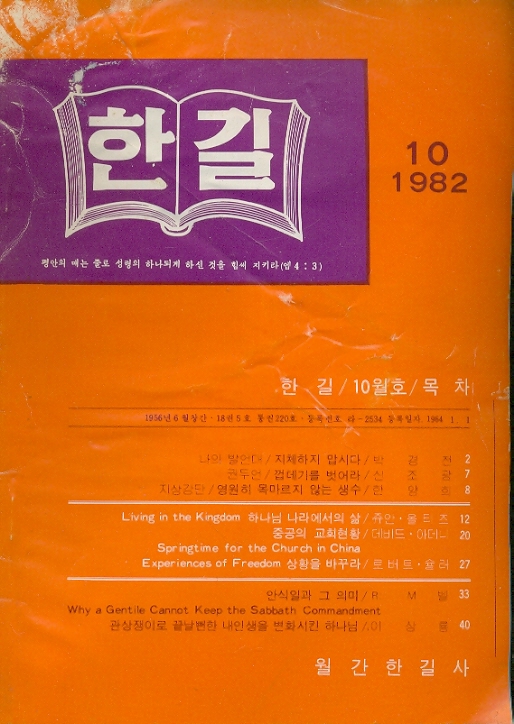 한길
10
1982
평안의 매는 줄로 성령의 하나되게 하신 것을 힘써 지키라(엡 4:3)
한 길/10월호/목 차
1956년 6월창간·18권 5호 통권220호·등록번호 라-2534 등록일자. 1964 1. 1
나의 발언대/지체하지 맙시다/박 경 전 2
권두언/껍데기를 벗어라/신 조 광 7
지상강단/영원히 목마르지 않는 생수/한 양 희 8
Living in the Kingdom 하나님 나라에서의 삶/쥬안·올티즈 12
중공의 교회현황/데비드·아더니 20
Springtime for the Church in China
Experiences of Freedom 상황을 바꾸라/로버트·슐러 27
안식일과 그 의미/R M 33
Why a Gentile Cannot Keep the Sabbath Commandment
관상쟁이로 끝날뻔한 내인생을 변화시킨 하나님/이 상 40
월 간 한 길 사